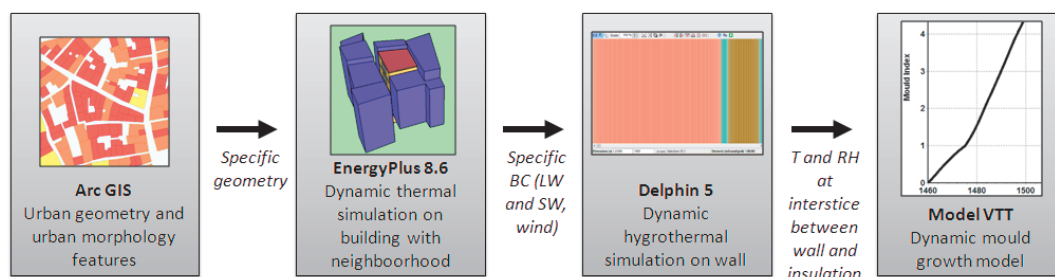 Arc GIS
Urban geometry and
urban morphology
features
Specific
geometry
EnergyPlus 8.6
Dynamic thermal
simulation on
building with
neighboorhood
Specific
BC (LW
and SW,
wind)
Delphin 5
Dynamic
hygrothermal
simulation on wall
T and RH
at
interstice
between
wall and
insulation
Mould Index
4
3
2
1
0
1460 1480 1500
Model VTT
Dynamic mould
growth model